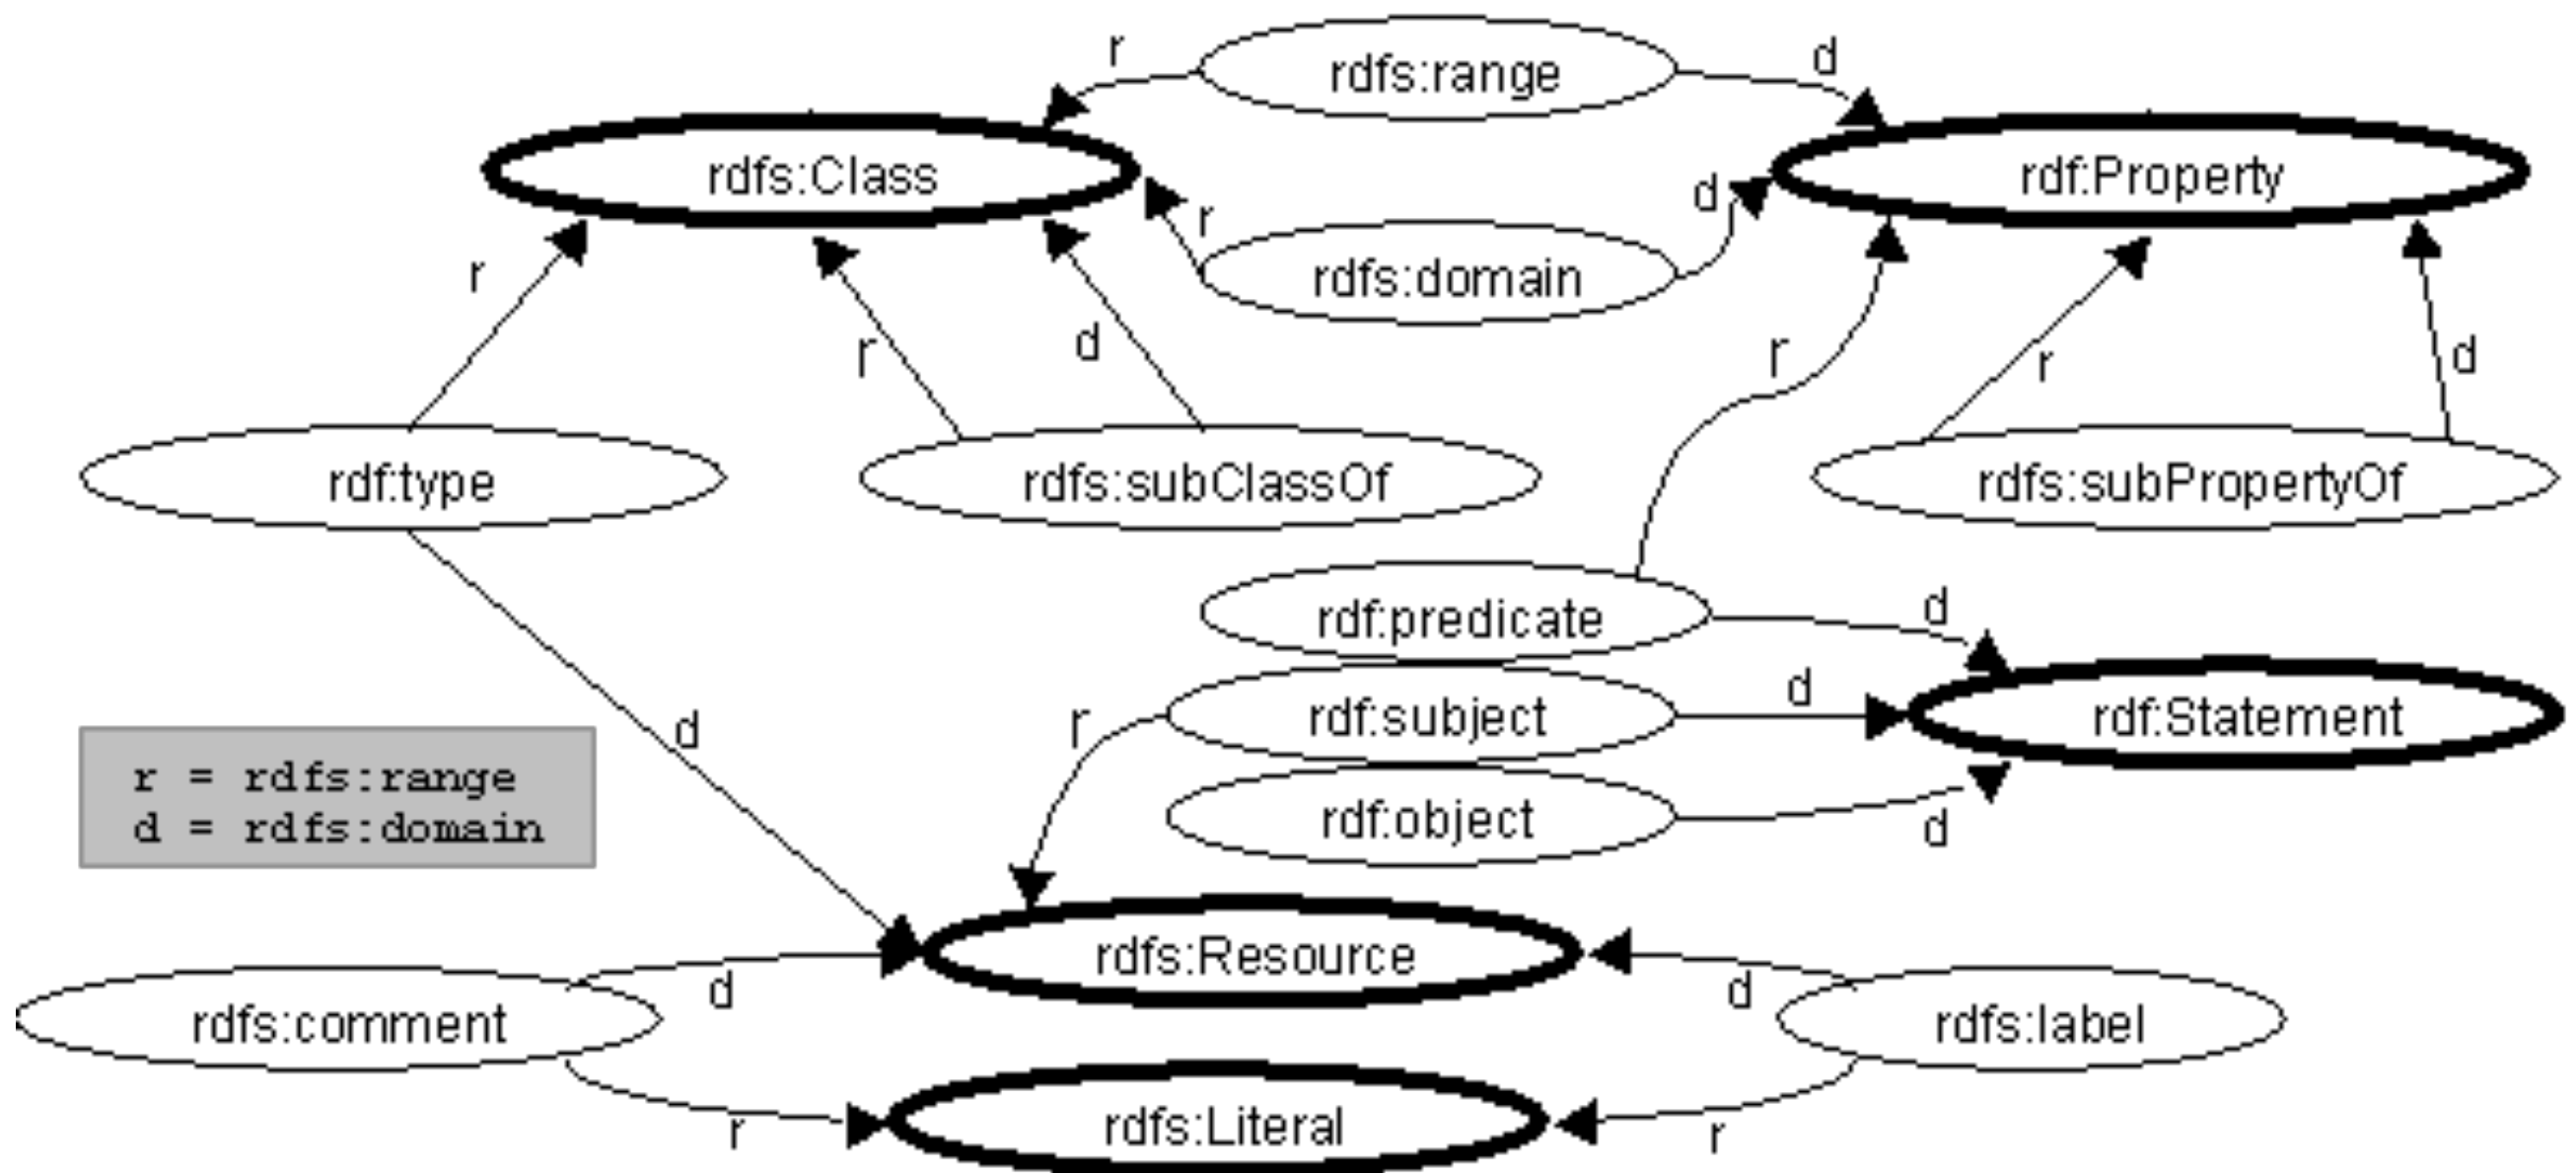 r
rdfs:range
d
rdfs:Class
rdf:Property
r
d
rdfs:domain
r
r
d
r
r
d
rdf:type
rdfs:subClassOf
rdfs:subPropertyOf
rdf:predicate
d
d
r
rdf:subject
d
rdf:Statement
r = rdfs:range
d = rdfs:domain
rdf:object
d
rdfs:Resource
d
d
rdfs:comment
rdfs:label
rdfs:Literal
r
r